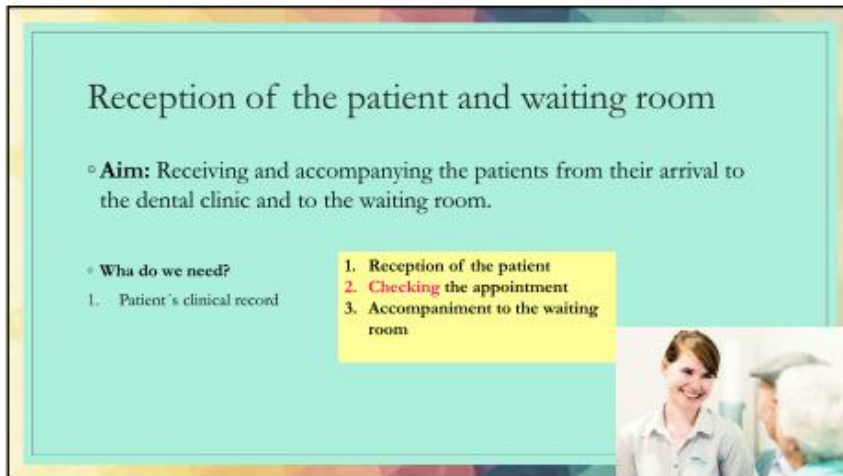 Reception of the patient and waiting room
◦ Aim: Receiving and accompanying the patients from their arrival to
the dental clinic and to the waiting room.
◦ Wha do we need?
1. Patient´s clinical record
1. Reception of the patient
2. Checking the appointment
3. Accompaniment to the waiting
room